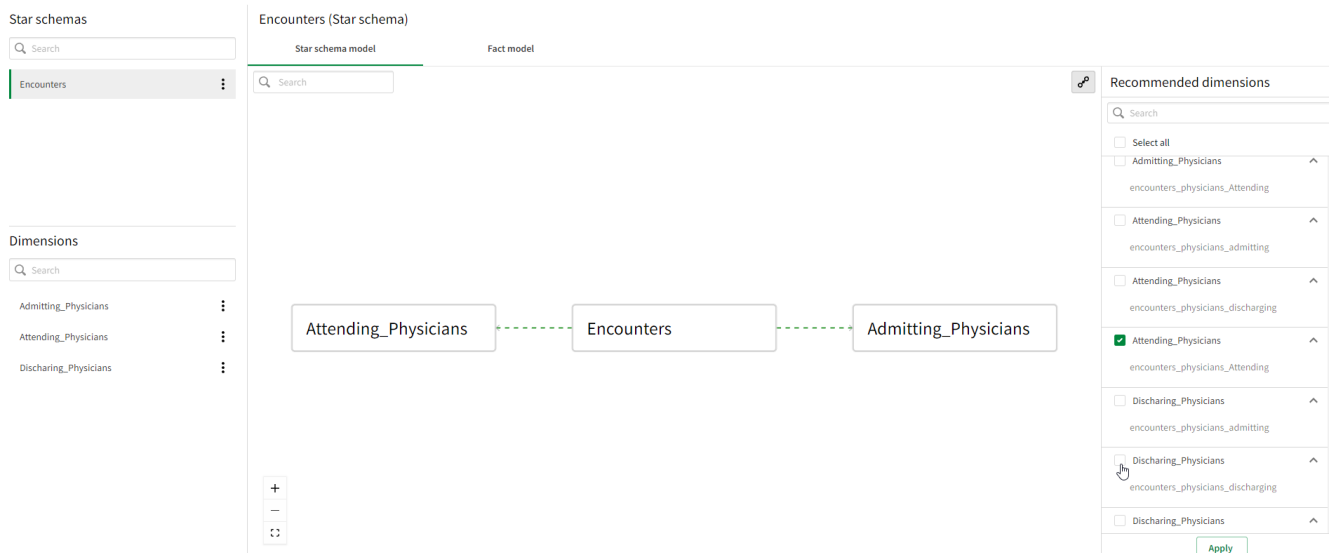 Star schemas
Search
Encounters
Dimensions
Search
Admitting_Physicians
Attending_Physicians
Discharing_Physicians
Encounters (Star schema)
Star schema model
Fact model
Search
Attending_Physicians
Encounters
Admitting_Physicians
Recommended dimensions
Search
Select all
Admitting_Physicians
encounters_physicians_Attending
Attending_Physicians
encounters_physicians_admitting
Attending_Physicians
encounters_physicians_discharging
Attending_Physicians
encounters_physicians_Attending
Discharing_Physicians
encounters_physicians_admitting
Discharing_Physicians
encounters_physicians_discharging
Discharing_Physicians
Apply